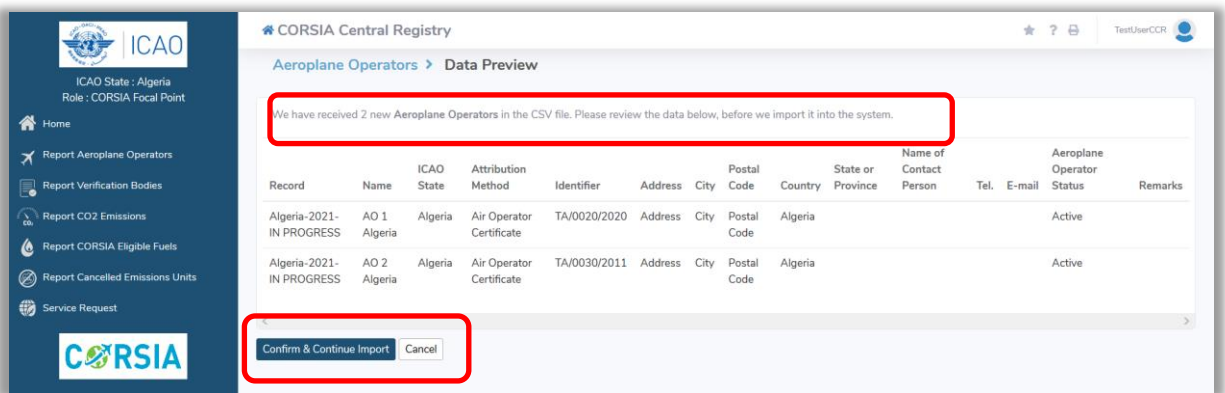 ICAO
ICAO State : Algeria
Role : CORSIA Focal Point
Home
Report Aeroplane Operators
Report Verification Bodies
Report CO2 Emissions
Report CORSIA Eligible Fuels
Report Cancelled Emissions Units
Service Request
CORSIA
CORSIA Central Registry
? TestUserCCR
Aeroplane Operators > Data Preview
We have received 2 new Aeroplane Operators in the CSV file. Please review the data below, before we import it into the system.
Record Name ICAO State Attribution Method Identifier Address City Postal Code Country State or Province Name of Contact Person Tel. E-mail Aeroplane Operator Status Remarks
Algeria-2021- AO 1 Algeria Air Operator TA/0020/2020 Address City Postal Algeria Active
IN PROGRESS Algeria Certificate Code
Algeria-2021- AO 2 Algeria Air Operator TA/0030/2011 Address City Postal Algeria Active
IN PROGRESS Algeria Certificate Code
Confirm & Continue Import Cancel